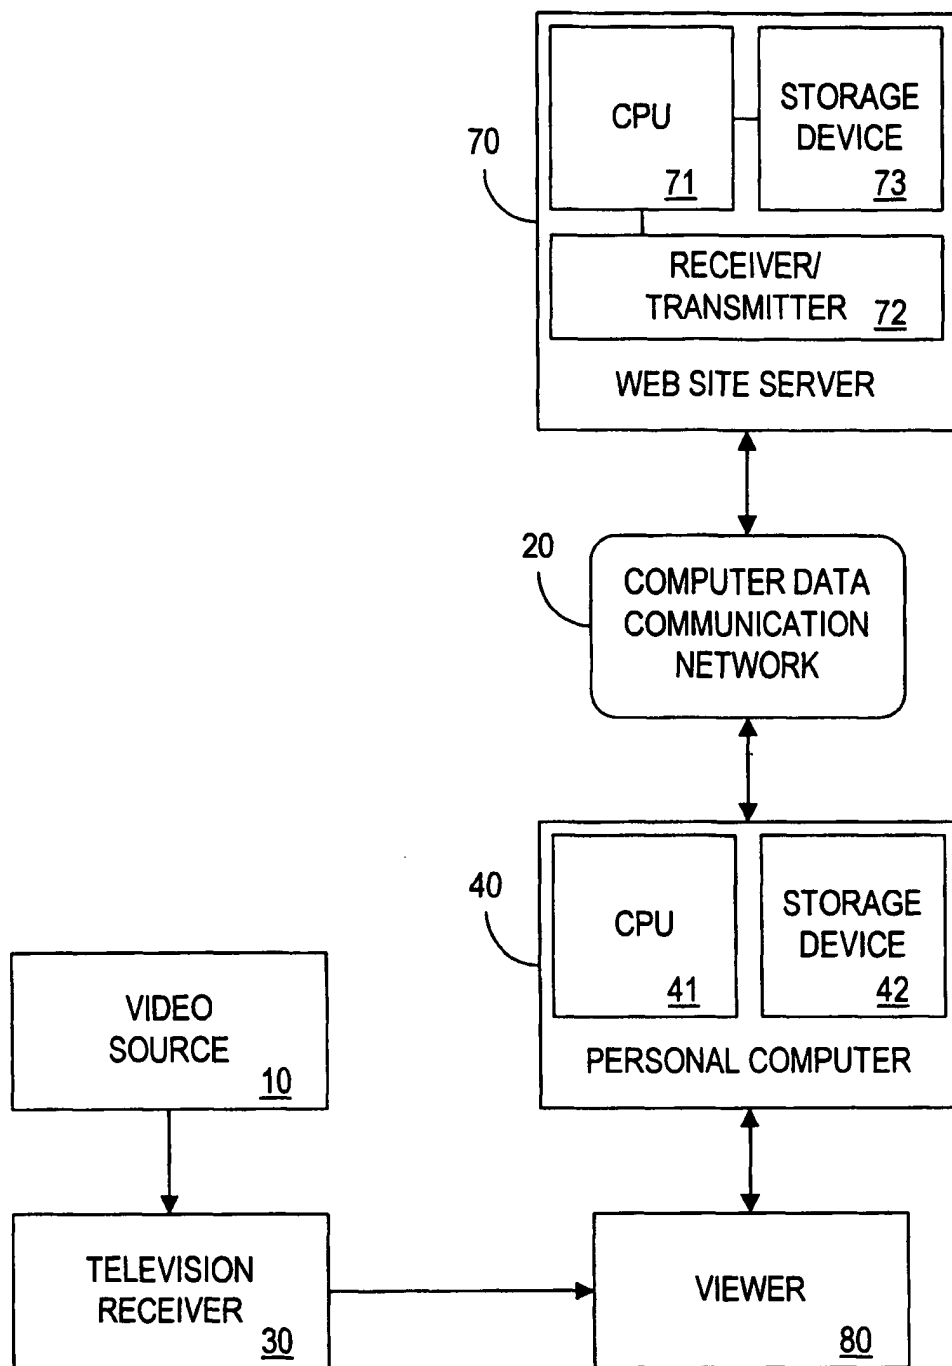 70
CPU
71
STORAGE
DEVICE
73
RECEIVER/
TRANSMITTER
72
WEB SITE SERVER
20
COMPUTER DATA
COMMUNICATION
NETWORK
40
CPU
41
STORAGE
DEVICE
42
PERSONAL COMPUTER
VIDEO
SOURCE
10
TELEVISION
RECEIVER
30
VIEWER
80